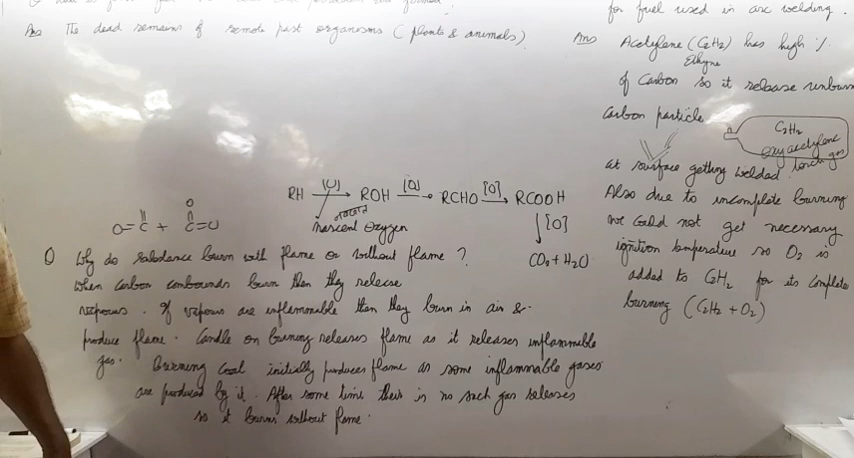 Ans The dead remains of remote past organisms (plants & animals)
RH [O] ROH [O] RCHO [O] RCOOH
नवजात
nascent oxygen
[O]
CO2 + H2O
O
O=C + C=O
Q Why do substance burn with flame or without flame ?
When carbon compounds burn then they release
vapours. If vapours are inflammable then they burn in air &
produce flame. Candle on burning releases flame as it releases inflammable
gas. Burning coal initially produces flame as some inflammable gases
are produced by it. After some time their is no such gas releases
so it burns without flame.
for fuel used in arc welding.
Ans Acetylene (C2H2) has high %
Ethyne
of Carbon so it release unburn
carbon particle
C2H2
oxyacetylene
torch gas
at surface getting welded.
Also due to incomplete burning
we could not get necessary
ignition temperature so O2 is
added to C2H2 for its complete
burning (C2H2 + O2)